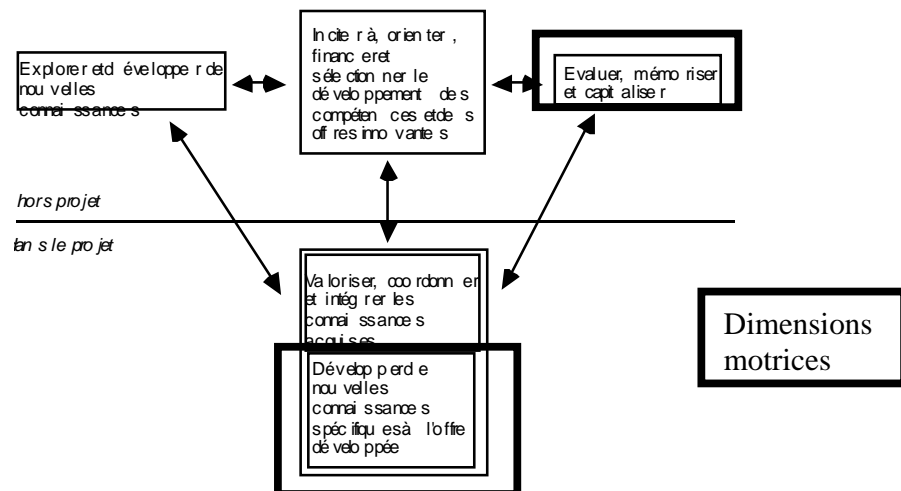 Explorer et développer de
nouvelles
connaissances
Inciter à, orienter,
financer et
sélectionner le
développement des
compétences et des
offres innovantes
Evaluer, mémoriser
et capitaliser
hors projet
dans le projet
Valoriser, coordonner
et intégrer les
connaissances
acquises
Développer de
nouvelles
connaissances
spécifiques à l'offre
développée
Dimensions
motrices